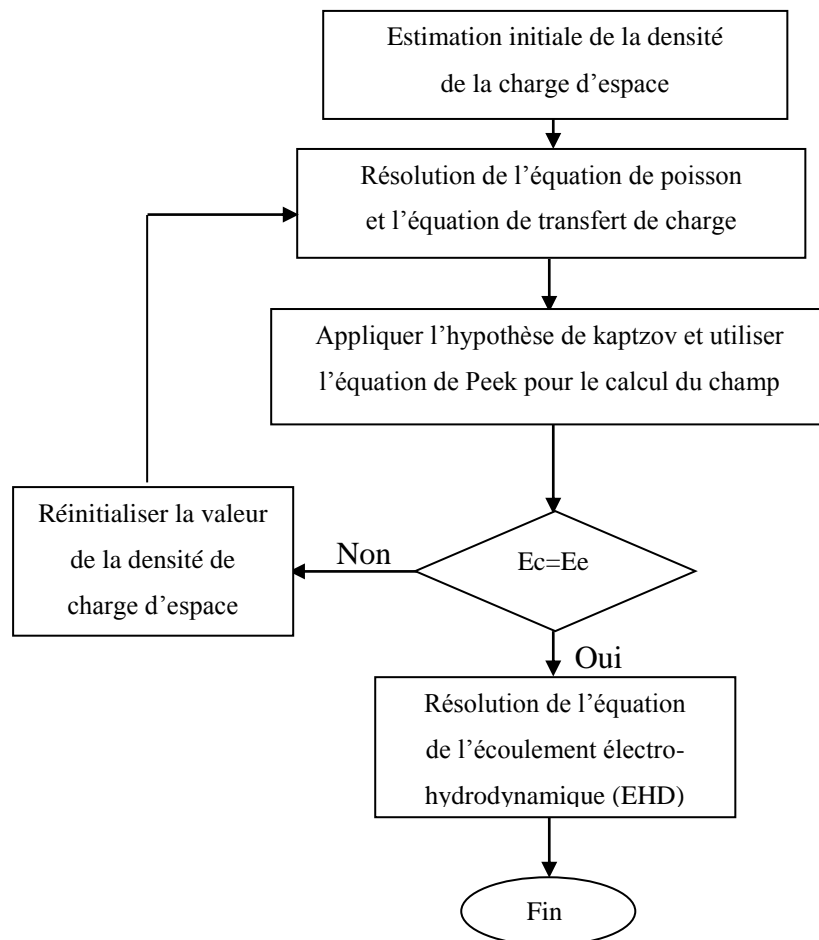 Estimation initiale de la densité
de la charge d’espace
Résolution de l’équation de poisson
et l’équation de transfert de charge
Appliquer l’hypothèse de kaptzov et utiliser
l’équation de Peek pour le calcul du champ
Ec=Ee
Non
Réinitialiser la valeur
de la densité de
charge d’espace
Oui
Résolution de l’équation
de l’écoulement électro-
hydrodynamique (EHD)
Fin